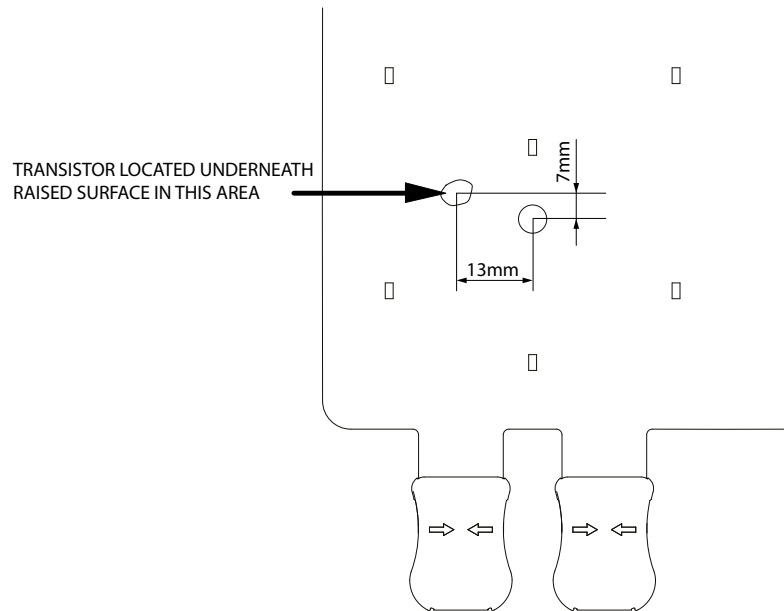 TRANSISTOR LOCATED UNDERNEATH
RAISED SURFACE IN THIS AREA
7mm
13mm